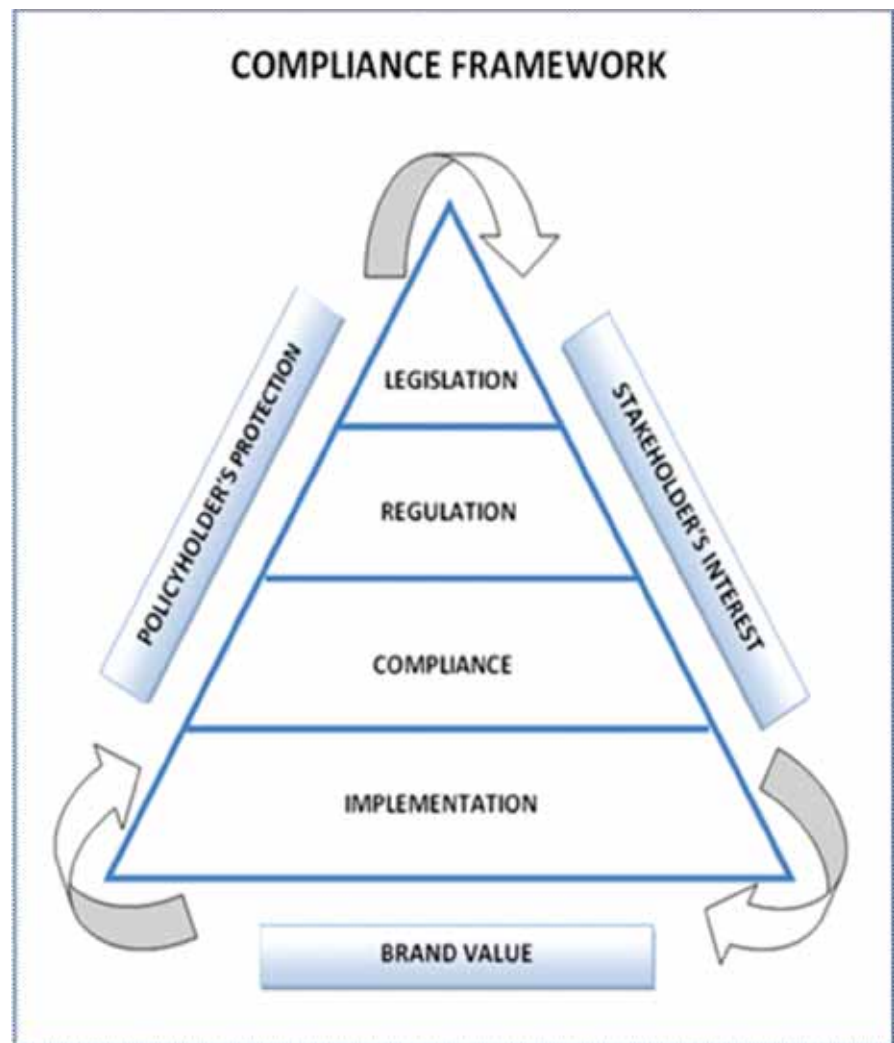 COMPLIANCE FRAMEWORK
POLICYHOLDER'S PROTECTION
STAKEHOLDER'S INTEREST
LEGISLATION
REGULATION
COMPLIANCE
IMPLEMENTATION
BRAND VALUE